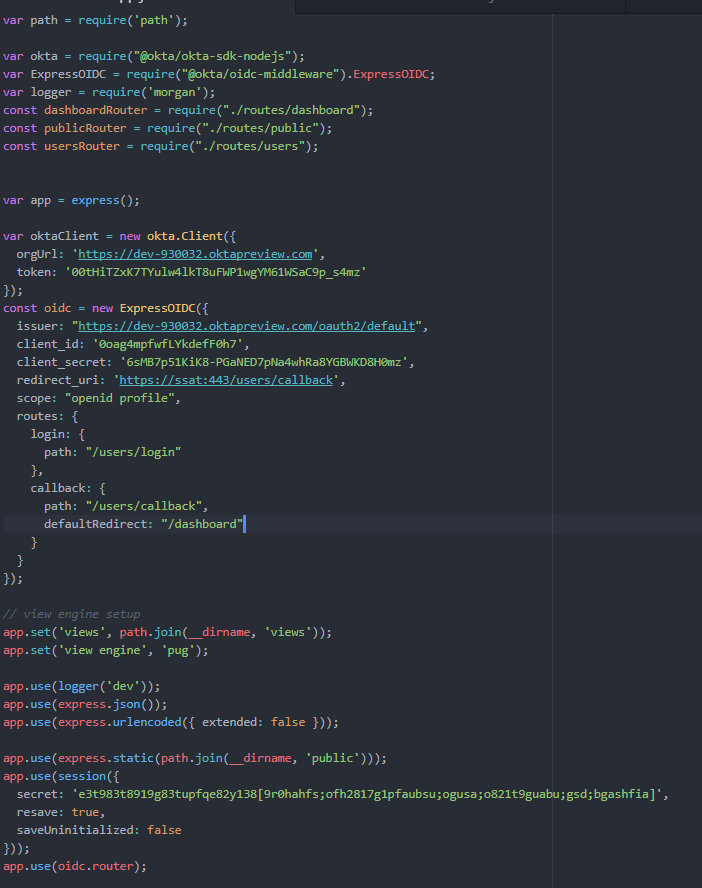 var path = require('path');
var okta = require("@okta/okta-sdk-nodejs");
var ExpressOIDC = require("@okta/oidc-middleware").ExpressOIDC;
var logger = require('morgan');
const dashboardRouter = require("./routes/dashboard");
const publicRouter = require("./routes/public");
const usersRouter = require("./routes/users");
var app = express();
var oktaClient = new okta.Client({
  orgUrl: 'https://dev-930032.oktapreview.com',
  token: '00tHiTZxK7TYulw4lkT8uFWP1wgYM61WSaC9p_s4mz'
});
const oidc = new ExpressOIDC({
  issuer: "https://dev-930032.oktapreview.com/oauth2/default",
  client_id: '0oag4mpfwfLYkdefF0h7',
  client_secret: '6sMB7p51KiK8-PGaNED7pNa4whRa8YGBWKD8H0mz',
  redirect_uri: 'https://ssat:443/users/callback',
  scope: "openid profile",
  routes: {
    login: {
      path: "/users/login"
    },
    callback: {
      path: "/users/callback",
      defaultRedirect: "/dashboard"
    }
  }
});
// view engine setup
app.set('views', path.join(__dirname, 'views'));
app.set('view engine', 'pug');
app.use(logger('dev'));
app.use(express.json());
app.use(express.urlencoded({ extended: false }));
app.use(express.static(path.join(__dirname, 'public')));
app.use(session({
  secret: 'e3t983t8919g83tupfqe82y138[9r0hahfs;ofh2817g1pfaubsu;ogusa;o821t9guabu;gsd;bgashfia]',
  resave: true,
  saveUninitialized: false
}));
app.use(oidc.router);